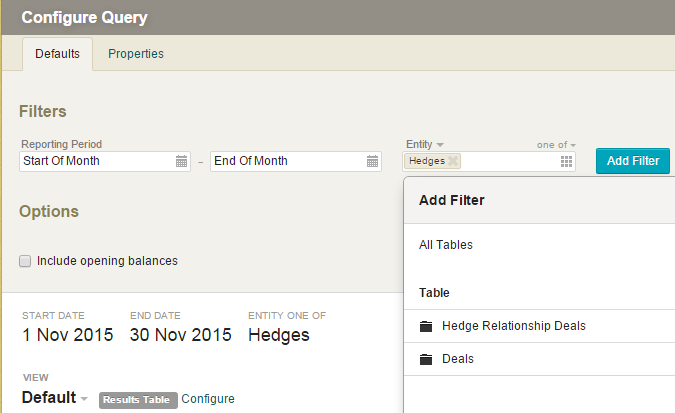 Configure Query
Defaults Properties
Filters
Reporting Period Entity one of
Start Of Month – End Of Month Hedges Add Filter
Add Filter
Options
All Tables
Include opening balances
Table
START DATE END DATE ENTITY ONE OF
1 Nov 2015 30 Nov 2015 Hedges
Hedge Relationship Deals
Deals
VIEW
Default Results Table Configure